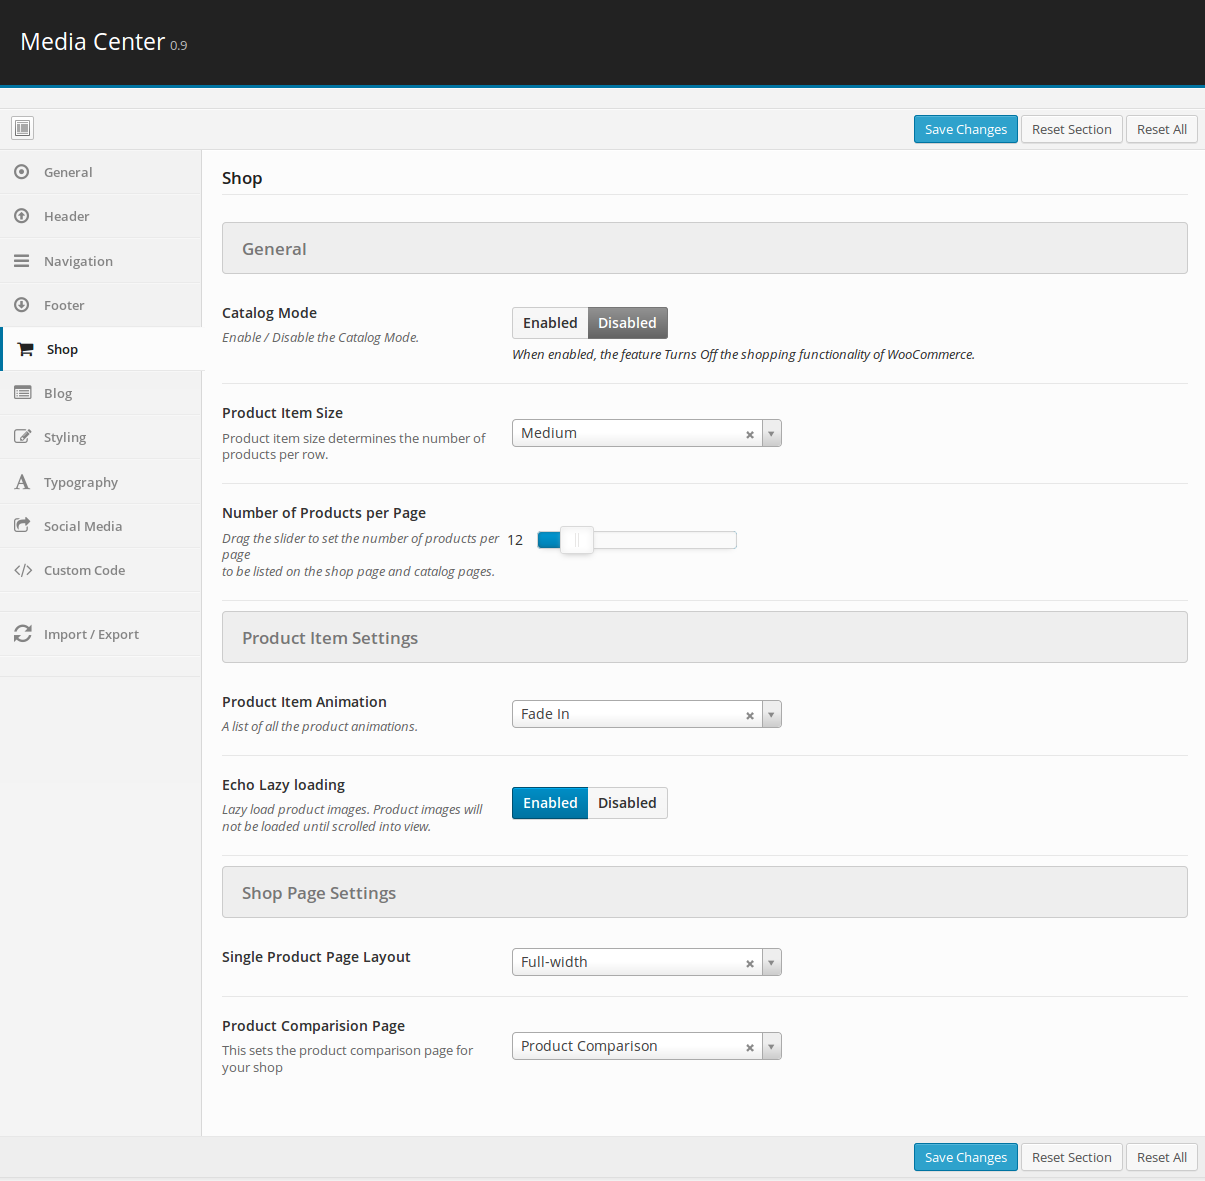 Media Center 0.9
Save Changes Reset Section Reset All
General
Header
Navigation
Footer
Shop
Blog
Styling
Typography
Social Media
Custom Code
Import / Export
Shop
General
Catalog Mode
Enable / Disable the Catalog Mode.
Enabled Disabled
When enabled, the feature Turns Off the shopping functionality of WooCommerce.
Product Item Size
Product item size determines the number of
products per row.
Medium
Number of Products per Page
Drag the slider to set the number of products per
page
to be listed on the shop page and catalog pages.
12
Product Item Settings
Product Item Animation
A list of all the product animations.
Fade In
Echo Lazy loading
Lazy load product images. Product images will
not be loaded until scrolled into view.
Enabled Disabled
Shop Page Settings
Single Product Page Layout
Full-width
Product Comparision Page
This sets the product comparison page for
your shop
Product Comparison
Save Changes Reset Section Reset All